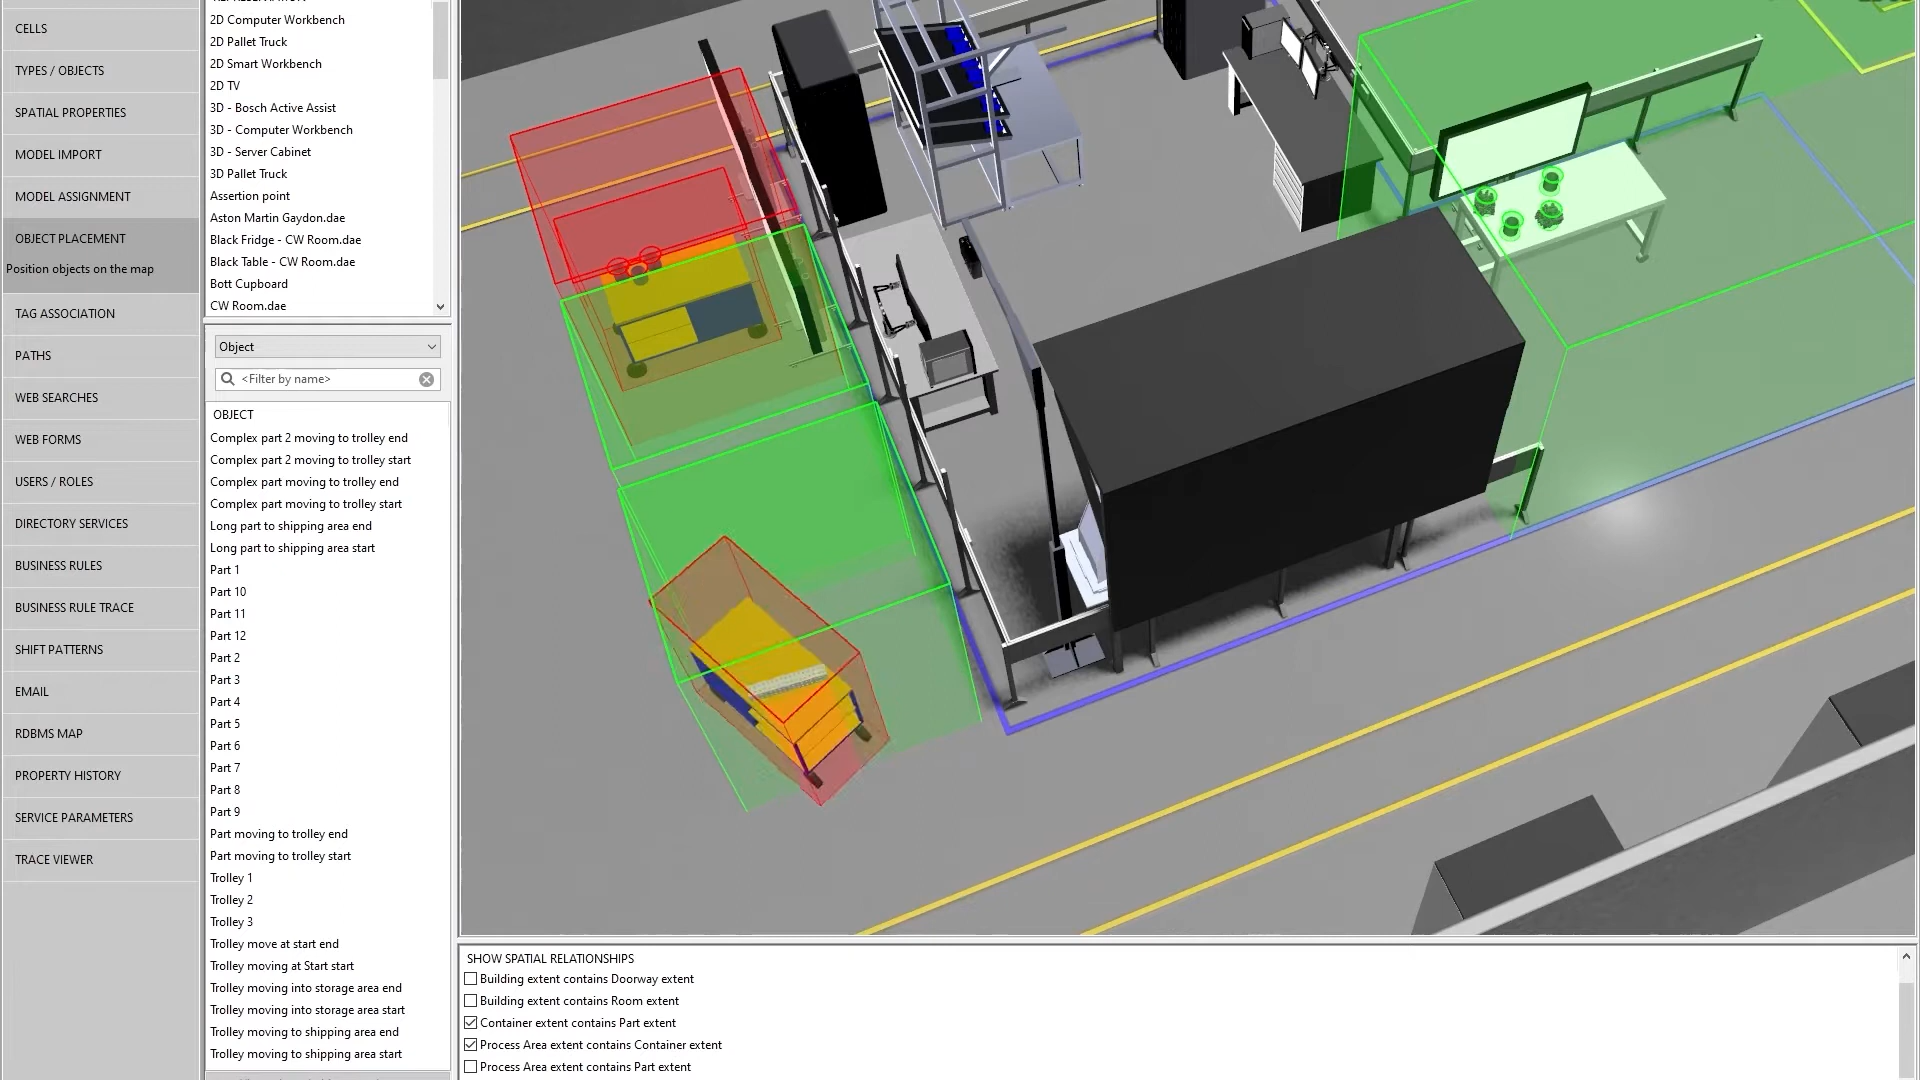 CELLS
TYPES / OBJECTS
SPATIAL PROPERTIES
MODEL IMPORT
MODEL ASSIGNMENT
OBJECT PLACEMENT
Position objects on the map
TAG ASSOCIATION
PATHS
WEB SEARCHES
WEB FORMS
USERS / ROLES
DIRECTORY SERVICES
BUSINESS RULES
BUSINESS RULE TRACE
SHIFT PATTERNS
EMAIL
RDBMS MAP
PROPERTY HISTORY
SERVICE PARAMETERS
TRACE VIEWER
2D Computer Workbench
2D Pallet Truck
2D Smart Workbench
2D TV
3D - Bosch Active Assist
3D - Computer Workbench
3D - Server Cabinet
3D Pallet Truck
Assertion point
Aston Martin Gaydon.dae
Black Fridge - CW Room.dae
Black Table - CW Room.dae
Bott Cupboard
CW Room.dae
Object
<Filter by name>
OBJECT
Complex part 2 moving to trolley end
Complex part 2 moving to trolley start
Complex part moving to trolley end
Complex part moving to trolley start
Long part to shipping area end
Long part to shipping area start
Part 1
Part 10
Part 11
Part 12
Part 2
Part 3
Part 4
Part 5
Part 6
Part 7
Part 8
Part 9
Part moving to trolley end
Part moving to trolley start
Trolley 1
Trolley 2
Trolley 3
Trolley move at start end
Trolley moving at Start start
Trolley moving into storage area end
Trolley moving into storage area start
Trolley moving to shipping area end
Trolley moving to shipping area start
SHOW SPATIAL RELATIONSHIPS
Building extent contains Doorway extent
Building extent contains Room extent
Container extent contains Part extent
Process Area extent contains Container extent
Process Area extent contains Part extent